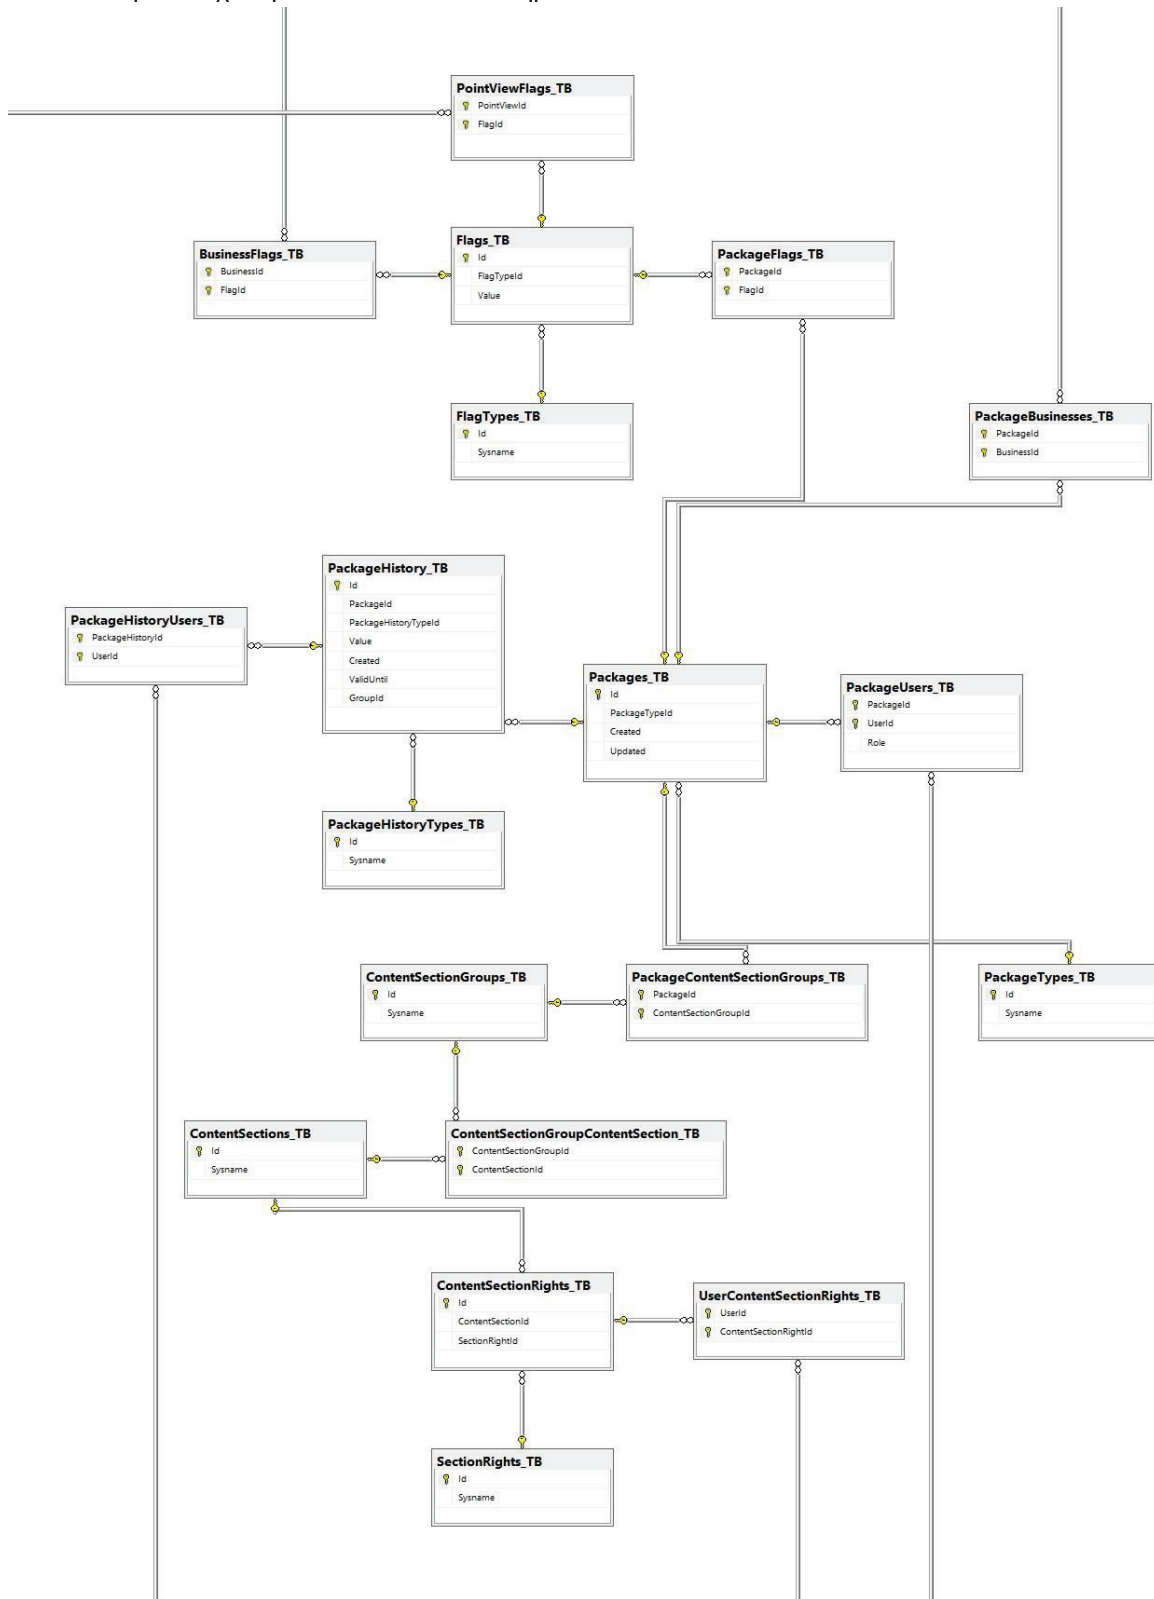 PointViewFlags_TB
PointViewId
FlagId
BusinessFlags_TB
BusinessId
FlagId
Flags_TB
Id
FlagTypeId
Value
PackageFlags_TB
PackageId
FlagId
FlagTypes_TB
Id
Sysname
PackageBusinesses_TB
PackageId
BusinessId
PackageHistory_TB
Id
PackageId
PackageHistoryTypeId
Value
Created
ValidUntil
GroupId
PackageHistoryUsers_TB
PackageHistoryId
UserId
Packages_TB
Id
PackageTypeId
Created
Updated
PackageUsers_TB
PackageId
UserId
Role
PackageHistoryTypes_TB
Id
Sysname
ContentSectionGroups_TB
Id
Sysname
PackageContentSectionGroups_TB
PackageId
ContentSectionGroupId
PackageTypes_TB
Id
Sysname
ContentSections_TB
Id
Sysname
ContentSectionGroupContentSection_TB
ContentSectionGroupId
ContentSectionId
ContentSectionRights_TB
Id
ContentSectionId
SectionRightId
UserContentSectionRights_TB
UserId
ContentSectionRightId
SectionRights_TB
Id
Sysname